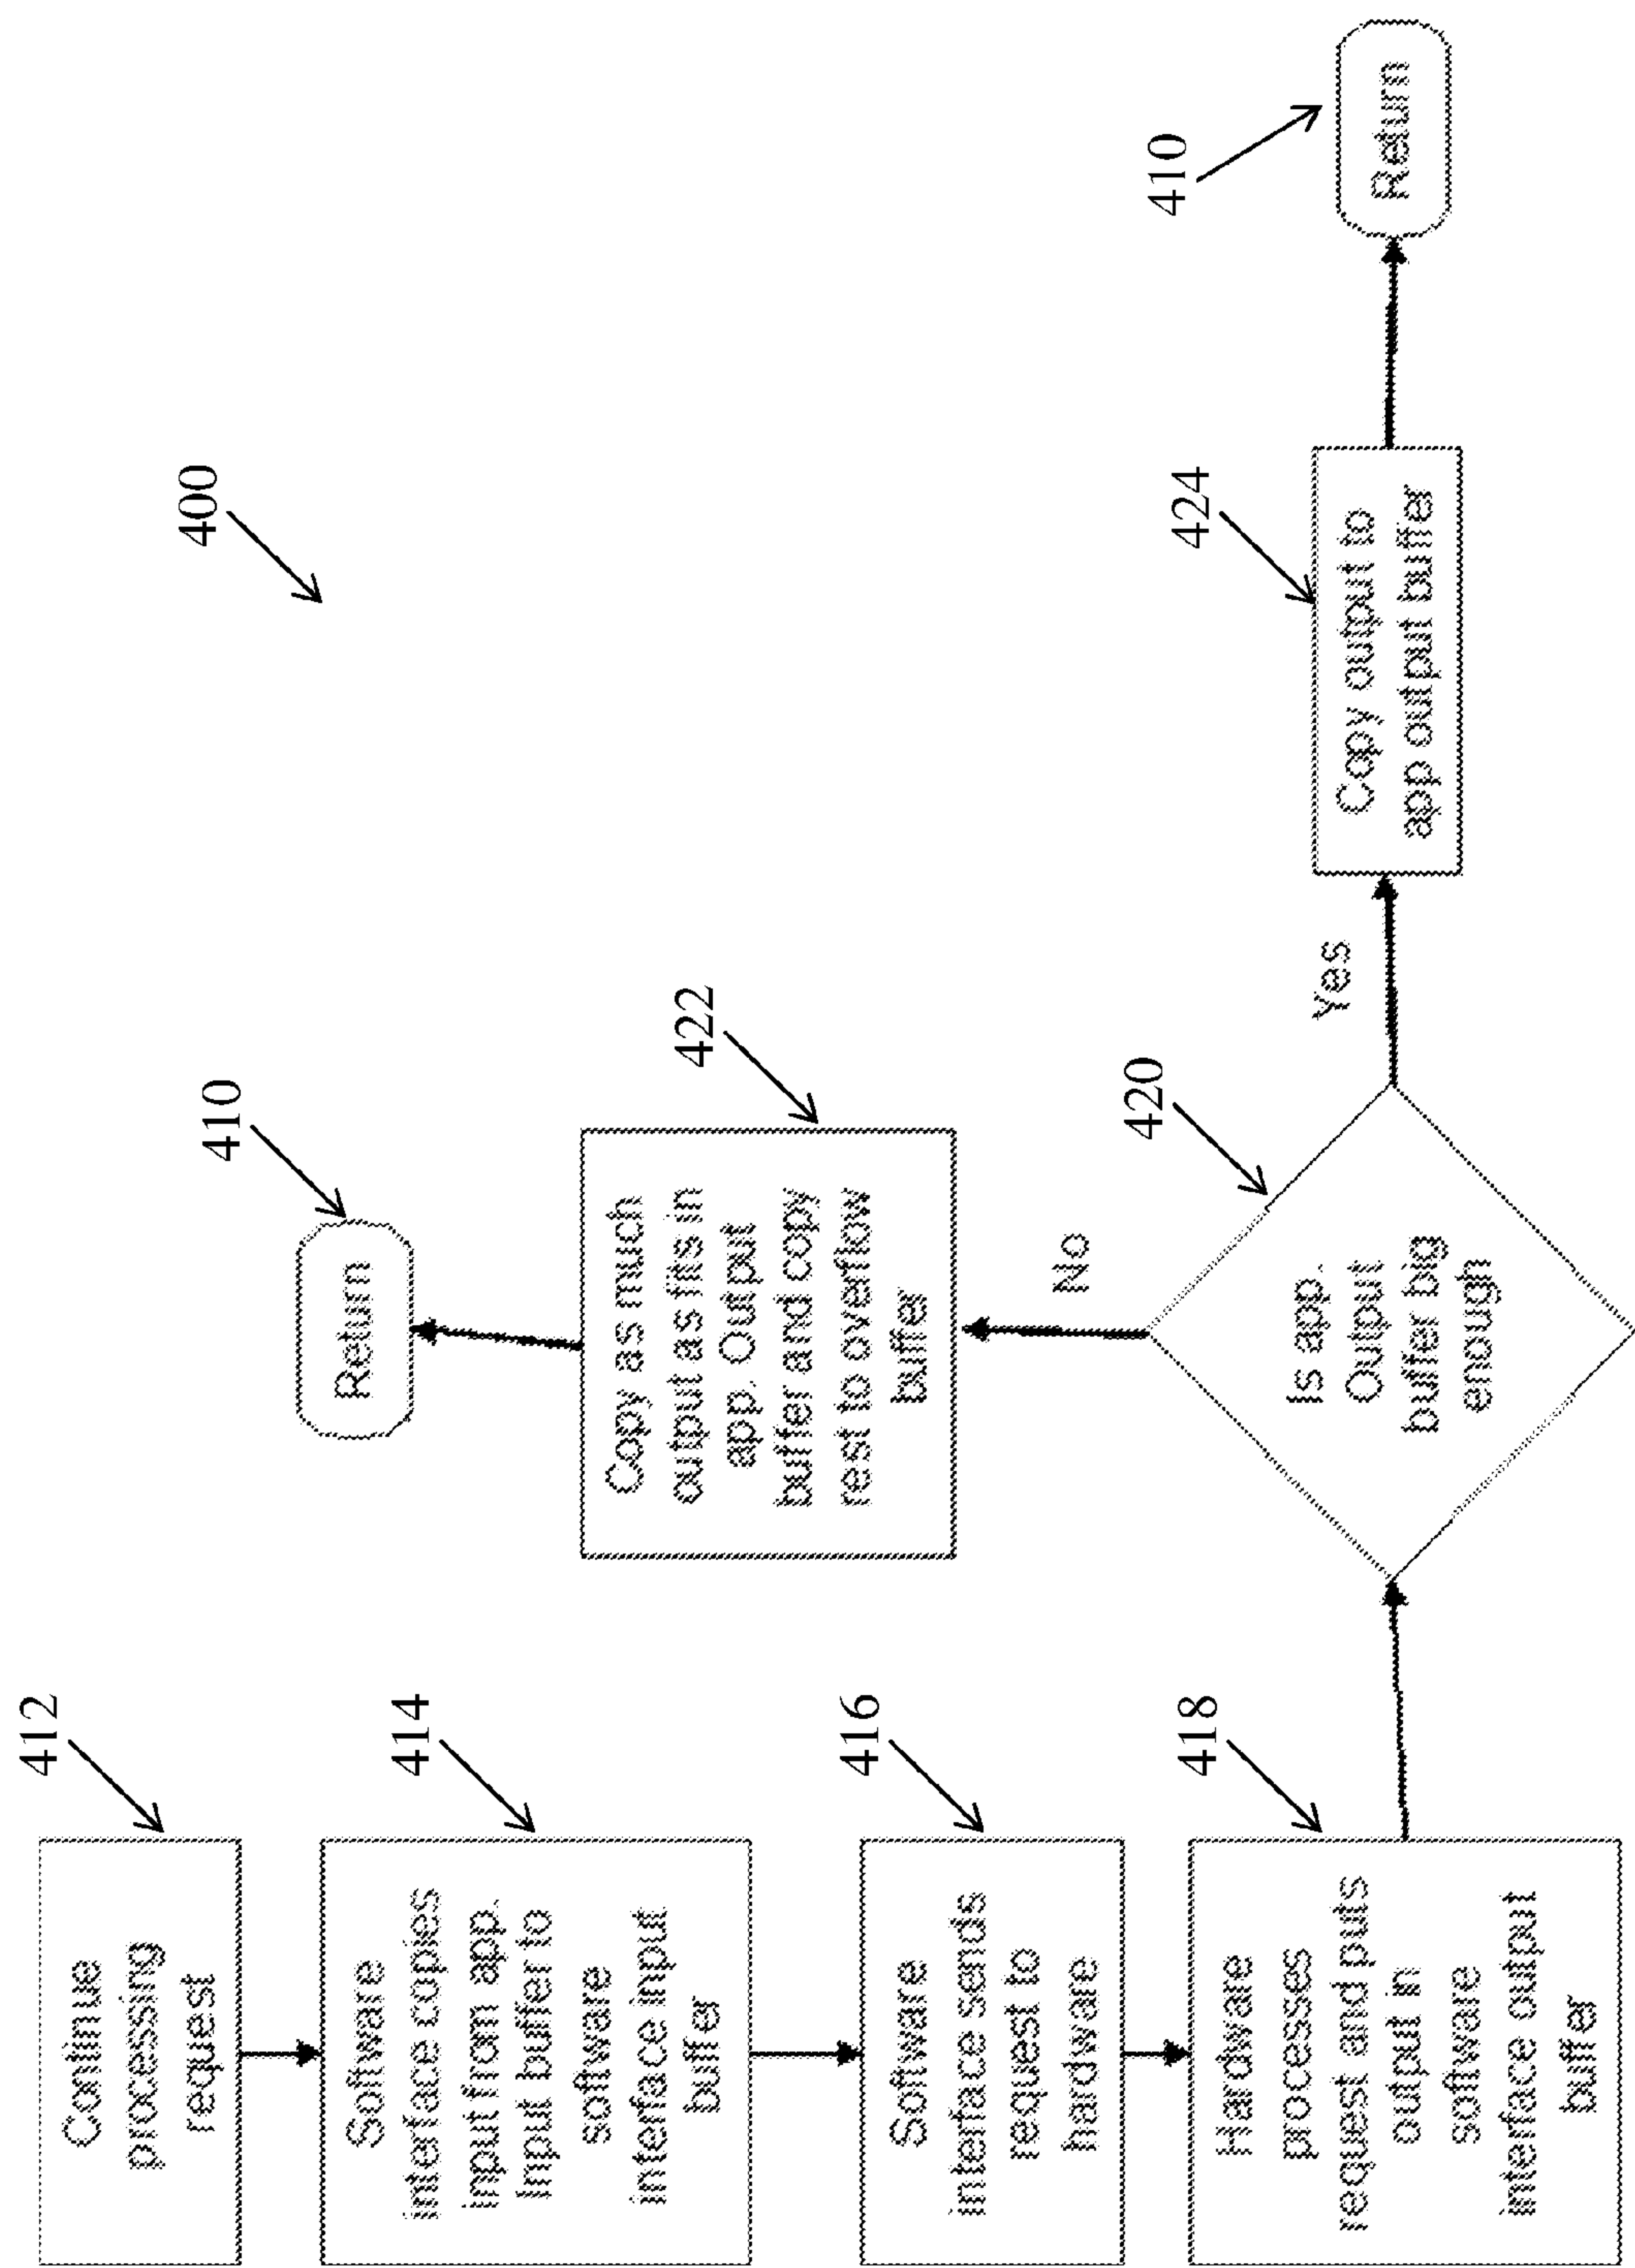 400
412
Continue
processing
request
414
Software
interface copies
input from app.
Input buffer to
software
interface input
buffer
416
Software
interface sends
request to
hardware
418
Hardware
processes
request and puts
output in
software
interface output
buffer
420
Is app.
Output
buffer big
enough
No
422
Copy as much
output as fits in
app. Output
buffer and copy
rest to overflow
buffer
410
Return
Yes
424
Copy output to
app output buffer
410
Return